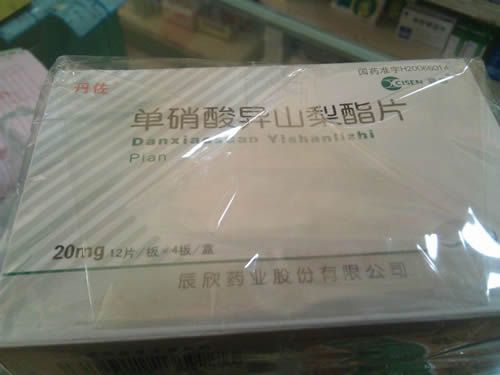 国药准字H20066014
丹佐
CISEN
单硝酸异山梨酯片
Danxiaosuan Yishanlizhi
Pian
20mg 12片/板×4板/盒
辰欣药业股份有限公司